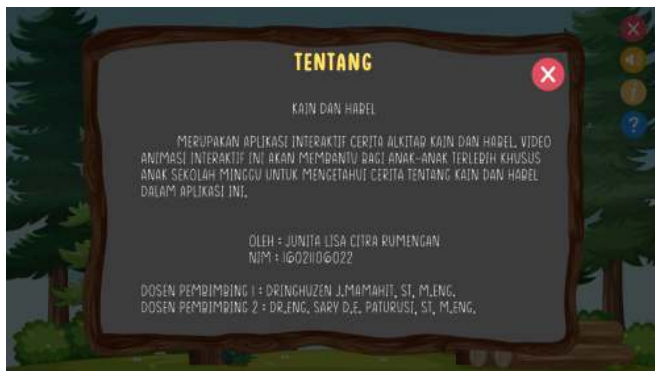 TENTANG
KAIN DAN HABEL
MERUPAKAN APLIKASI INTERAKTIF CERITA ALKITAB KAIN DAN HABEL. VIDEO
ANIMASI INTERAKTIF INI AKAN MEMBANTU BAGI ANAK-ANAK TERLEBIH KHUSUS
ANAK SEKOLAH MINGGU UNTUK MENGETAHUI CERITA TENTANG KAIN DAN HABEL
DALAM APLIKASI INI.
OLEH : JUNITA LISA CITRA RUMENGAN
NIM : 16021106022
DOSEN PEMBIMBING 1 : DRINGHUZEN J.MAMAHIT, ST, M.ENG.
DOSEN PEMBIMBING 2 : DR.ENG. SARY D.E. PATURUSI, ST, M.ENG.